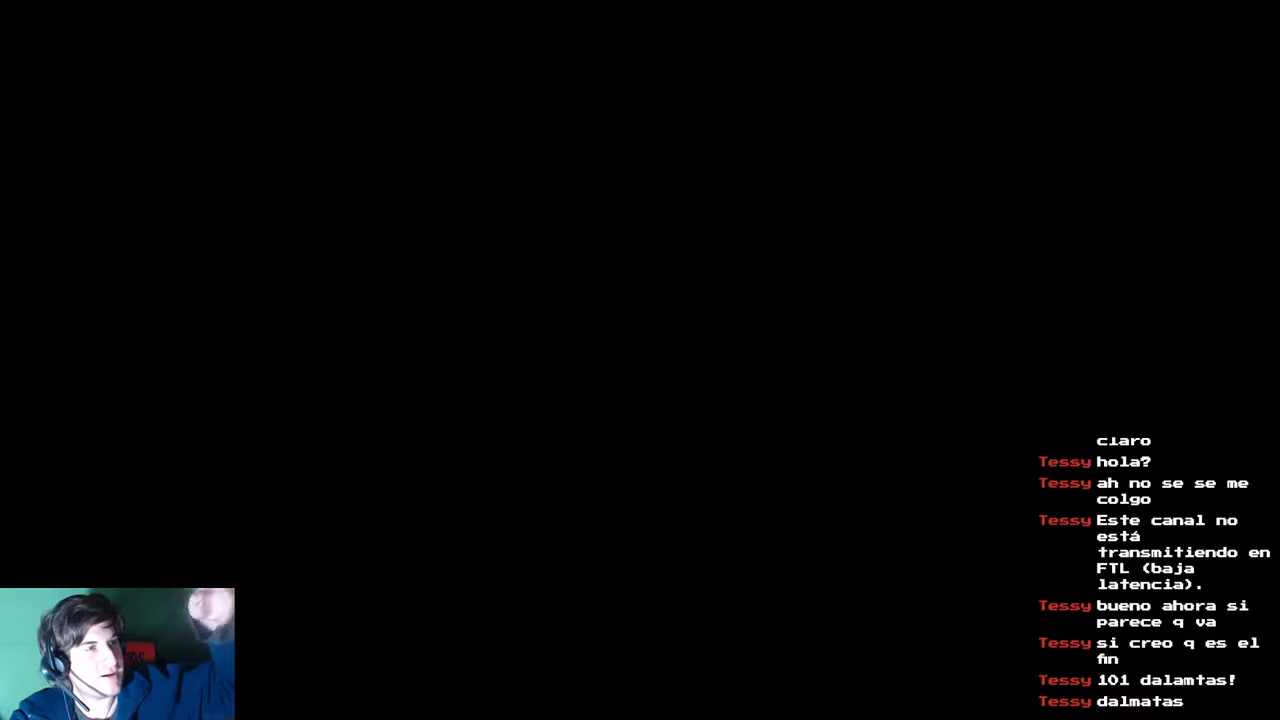 claro
Tessy hola?
Tessy ah no se se me
colgo
Tessy Este canal no
está
transmitiendo en
FTL (baja
latencia).
Tessy bueno ahora si
parece q va
Tessy si creo q es el
fin
Tessy 101 dalamtas!
Tessy dalmatas